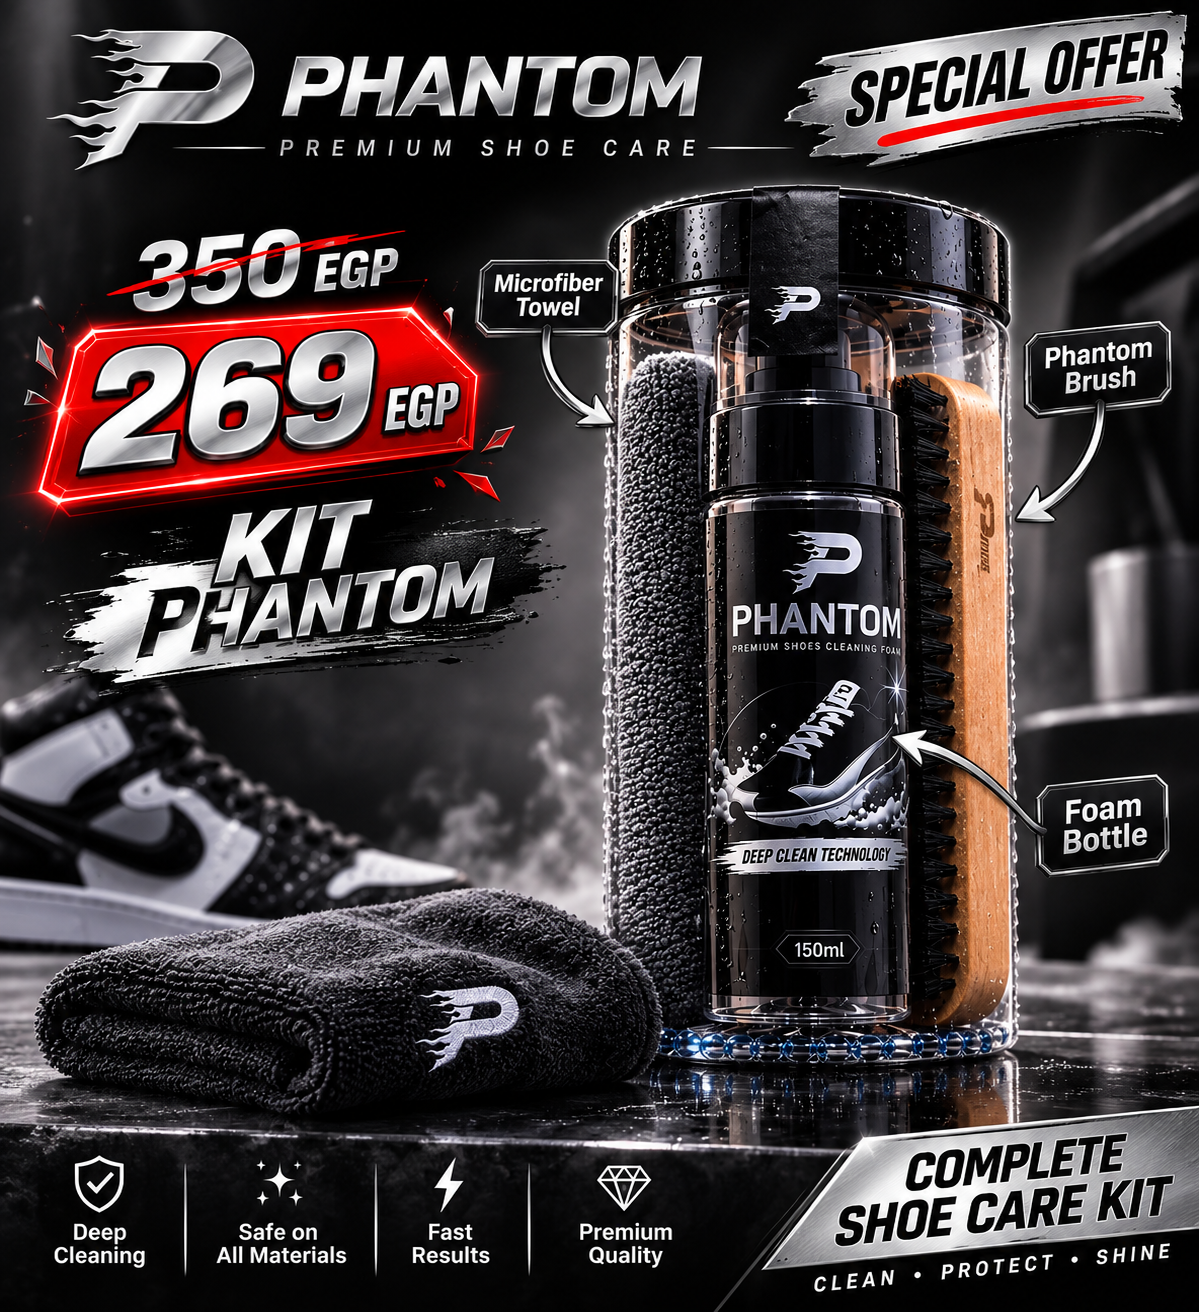 PHANTOM
PREMIUM SHOE CARE
SPECIAL OFFER
350 EGP
269 EGP
KIT
PHANTOM
Microfiber
Towel
Phantom
Brush
PHANTOM
PREMIUM SHOES CLEANING FOAM
DEEP CLEAN TECHNOLOGY
150ml
Foam
Bottle
Deep
Cleaning
Safe on
All Materials
Fast
Results
Premium
Quality
COMPLETE
SHOE CARE KIT
CLEAN • PROTECT • SHINE